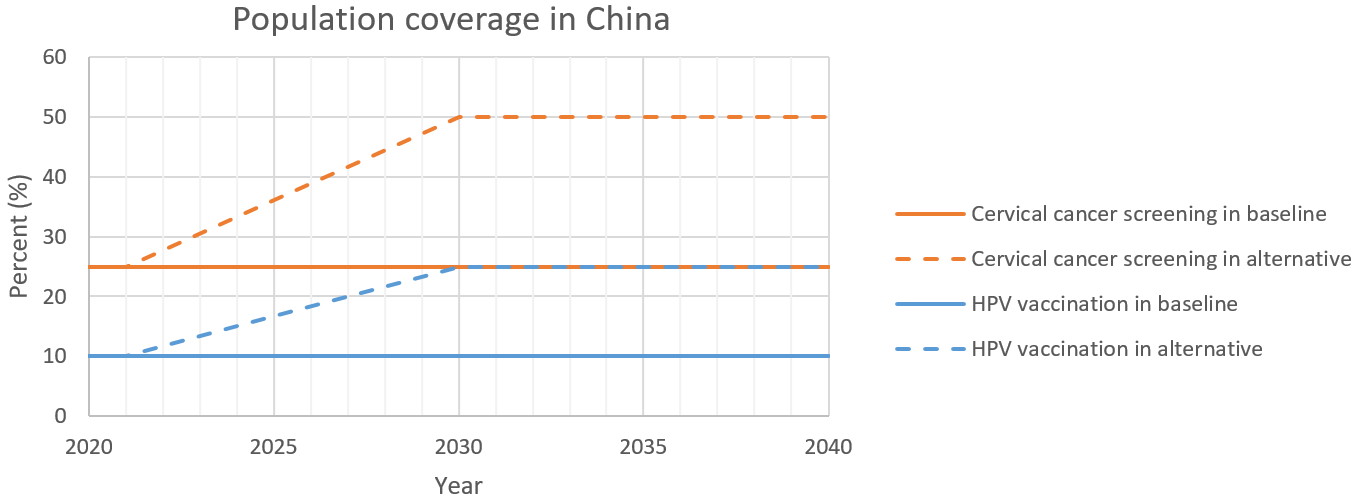 Population coverage in China
60
50
40
30
20
10
0
Percent (%)
2020 2025 2030 2035 2040
Year
Cervical cancer screening in baseline
Cervical cancer screening in alternative
HPV vaccination in baseline
HPV vaccination in alternative